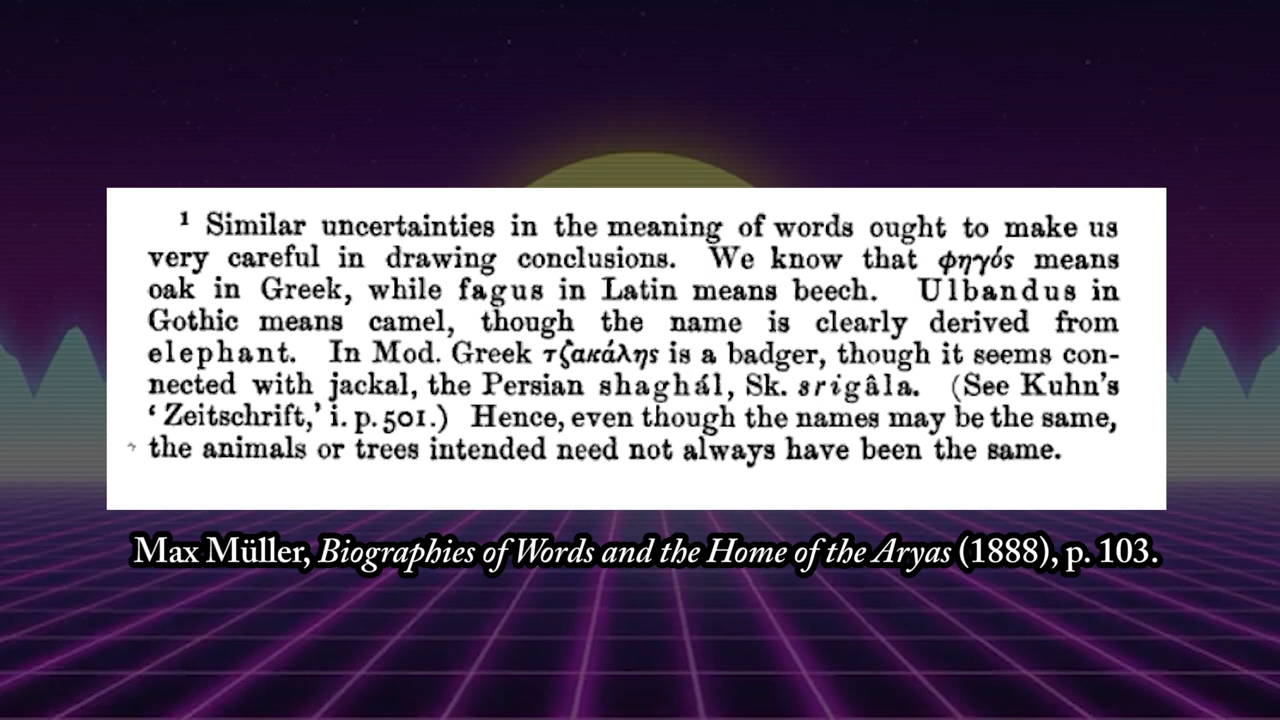 ¹ Similar uncertainties in the meaning of words ought to make us
very careful in drawing conclusions. We know that φηγός means
oak in Greek, while fagus in Latin means beech. Ulbandus in
Gothic means camel, though the name is clearly derived from
elephant. In Mod. Greek τζακάλης is a badger, though it seems con-
nected with jackal, the Persian shaghál, Sk. srigâla. (See Kuhn's
‘ Zeitschrift,’ i. p. 501.) Hence, even though the names may be the same,
the animals or trees intended need not always have been the same.
Max Müller, Biographies of Words and the Home of the Aryas (1888), p. 103.